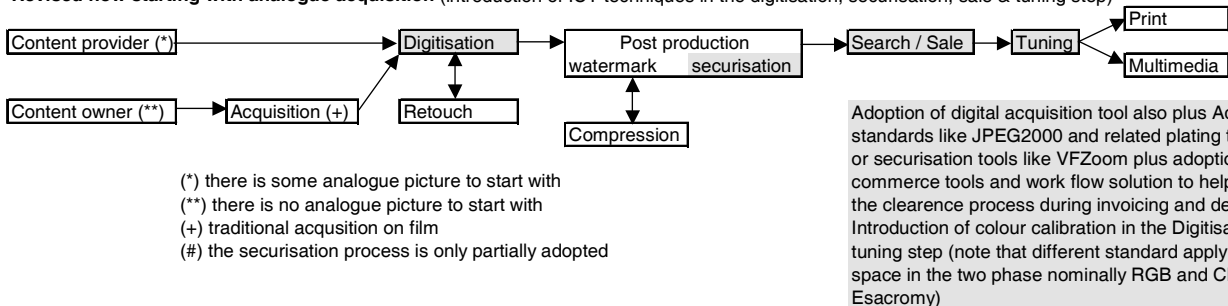 Revised flow starting with analogue acquisition (introduction of ICT techniques in the digitisation, securisation, sale & tuning step)
Print
Content provider (*)
Digitisation
Post production
Search / Sale
Tuning
watermark securisation
Multimedia
Content owner (**)
Acquisition (+)
Retouch
Compression
Adoption of digital acquisition tool also plus
standards like JPEG2000 and related plating
or securisation tools like VFZoom plus
commerce tools and work flow solution to
the clearence process during invoicing and
Introduction of colour calibration in the
tuning step (note that different standard apply
space in the two phase nominally RGB and
Esacromy)
(*) there is some analogue picture to start with
(**) there is no analogue picture to start with
(+) traditional acqusition on film
(#) the securisation process is only partially adopted